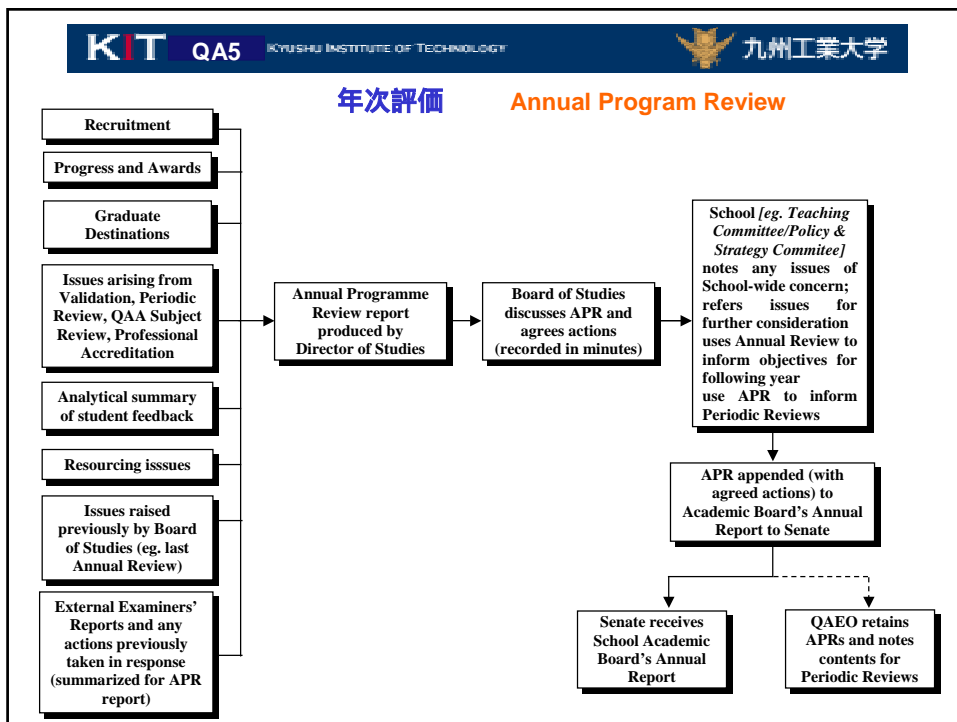 KIT QA5 KYUSHU INSTITUTE OF TECHNOLOGY 九州工業大学
年次評価 Annual Program Review
Recruitment
Progress and Awards
Graduate
Destinations
Issues arising from
Validation, Periodic
Review, QAA Subject
Review, Professional
Accreditation
Analytical summary
of student feedback
Resourcing isssues
Issues raised
previously by Board
of Studies (eg. last
Annual Review)
External Examiners'
Reports and any
actions previously
taken in response
(summarized for APR
report)
Annual Programme
Review report
produced by
Director of Studies
Board of Studies
discusses APR and
agrees actions
(recorded in minutes)
School [eg. Teaching
Committee/Policy &
Strategy Commitee]
notes any issues of
School-wide concern;
refers issues for
further consideration
uses Annual Review to
inform objectives for
following year
use APR to inform
Periodic Reviews
APR appended (with
agreed actions) to
Academic Board's Annual
Report to Senate
Senate receives
School Academic
Board's Annual
Report
QAEO retains
APRs and notes
contents for
Periodic Reviews